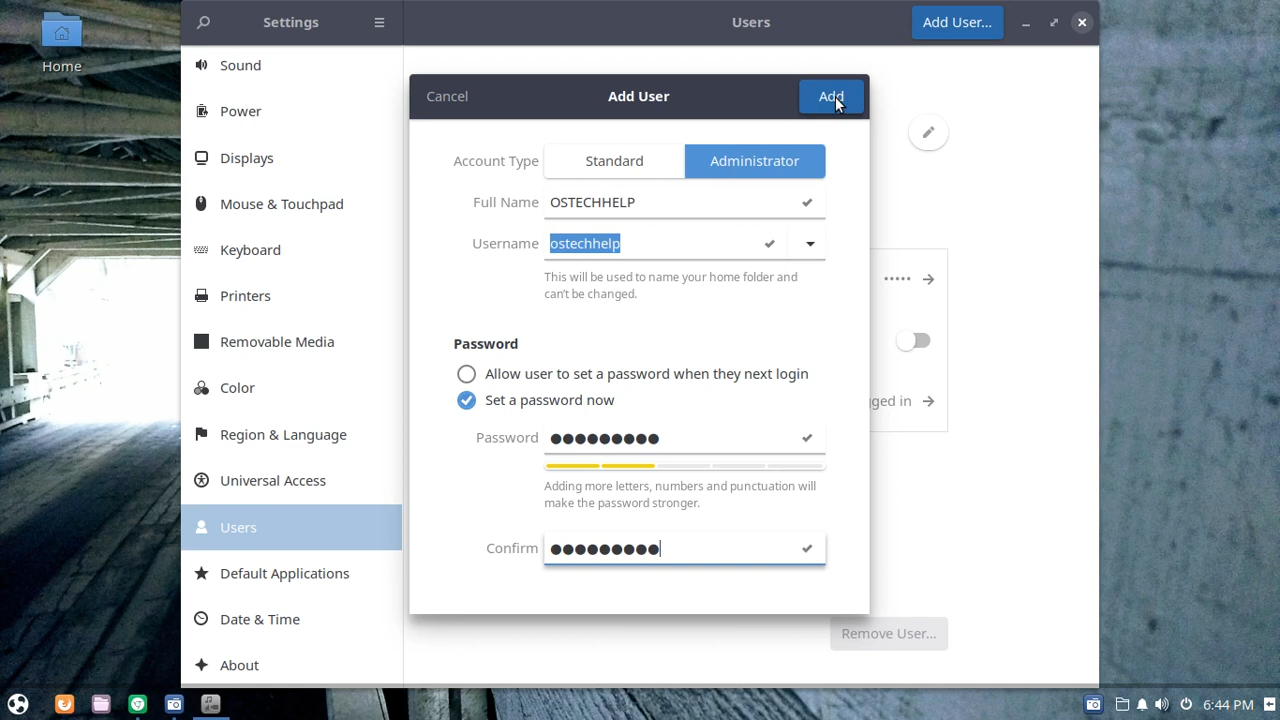 Home
Settings
Users
Add User...
Sound
Power
Displays
Mouse & Touchpad
Keyboard
Printers
Removable Media
Color
Region & Language
Universal Access
Users
Default Applications
Date & Time
About
Cancel
Add User
Add
Account Type
Standard
Administrator
Full Name
OSTECHHELP
Username
ostechhelp
This will be used to name your home folder and
can't be changed.
Password
Allow user to set a password when they next login
Set a password now
Password
●●●●●●●●●
Adding more letters, numbers and punctuation will
make the password stronger.
Confirm
●●●●●●●●●
•••••
gged in
Remove User...
6:44 PM